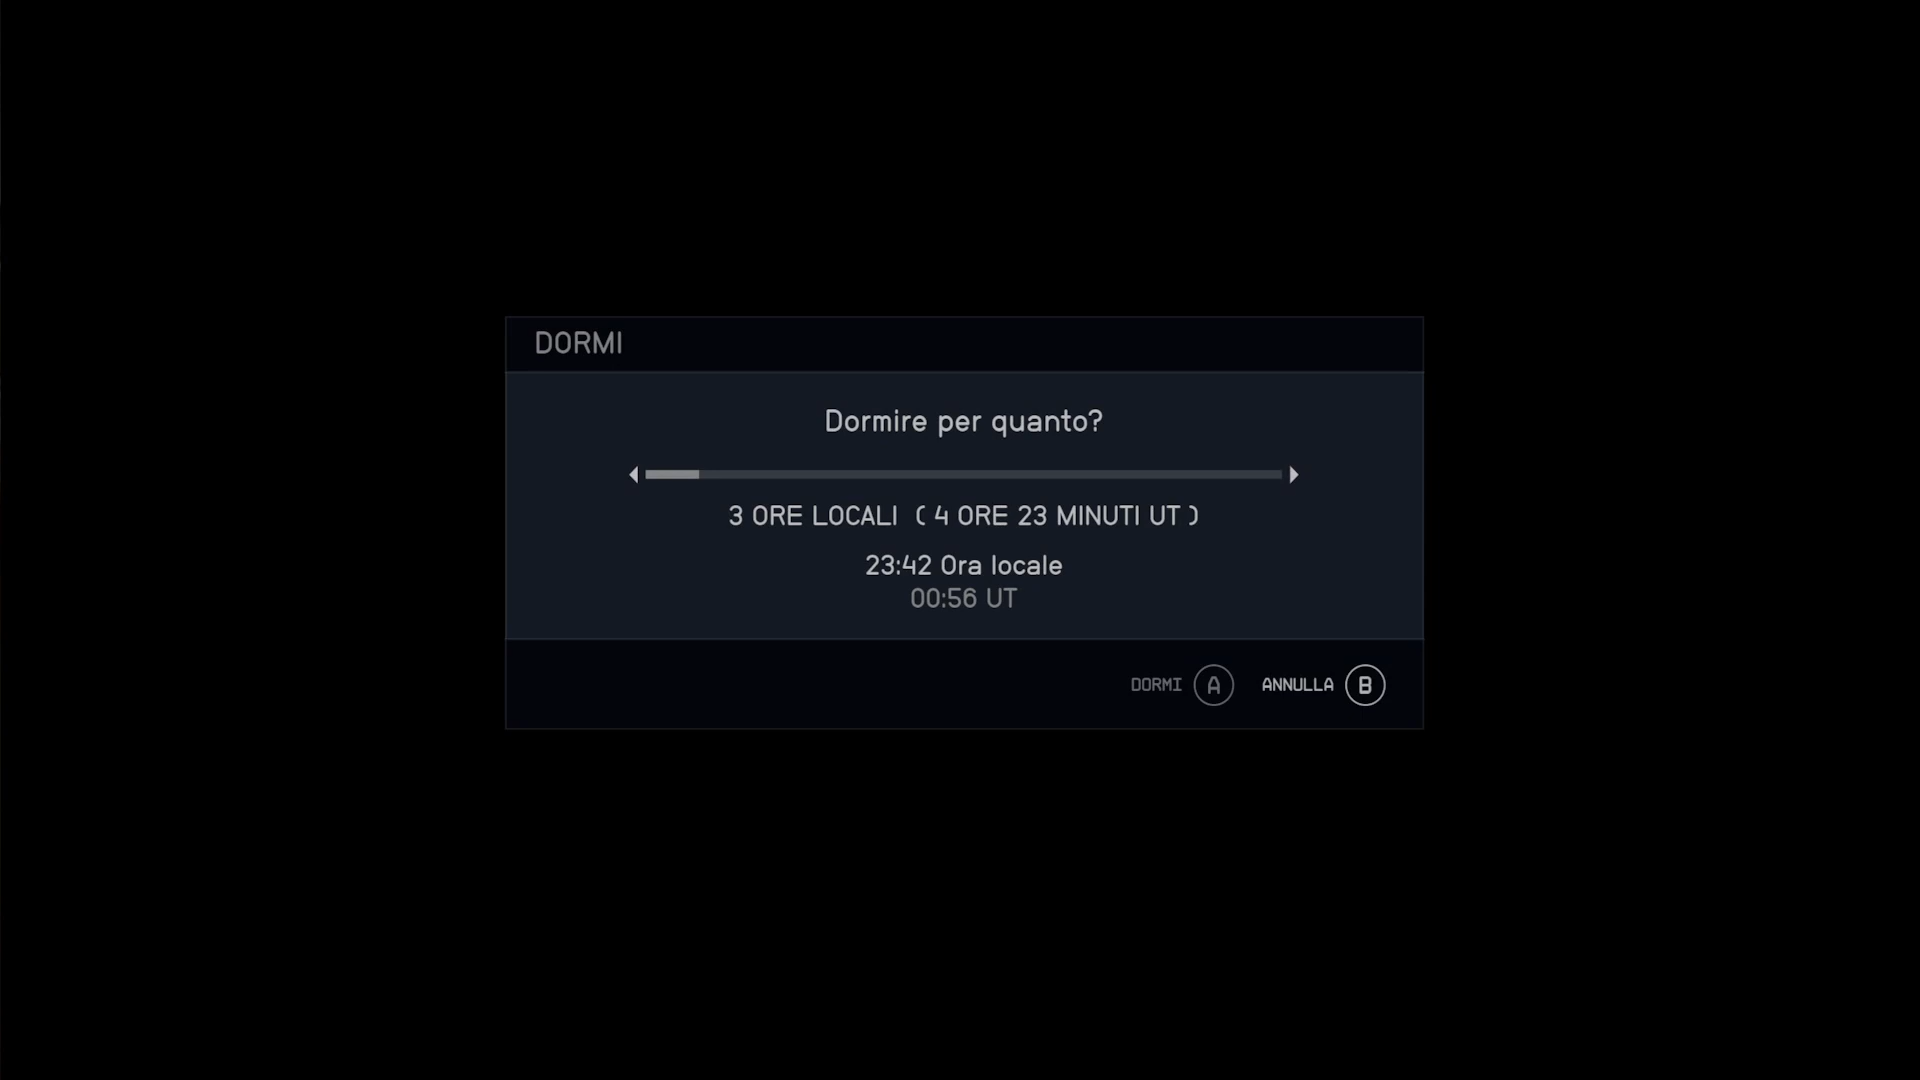 DORMI
Dormire per quanto?
3 ORE LOCALI ( 4 ORE 23 MINUTI UT )
23:42 Ora locale
00:56 UT
DORMI A ANNULLA B